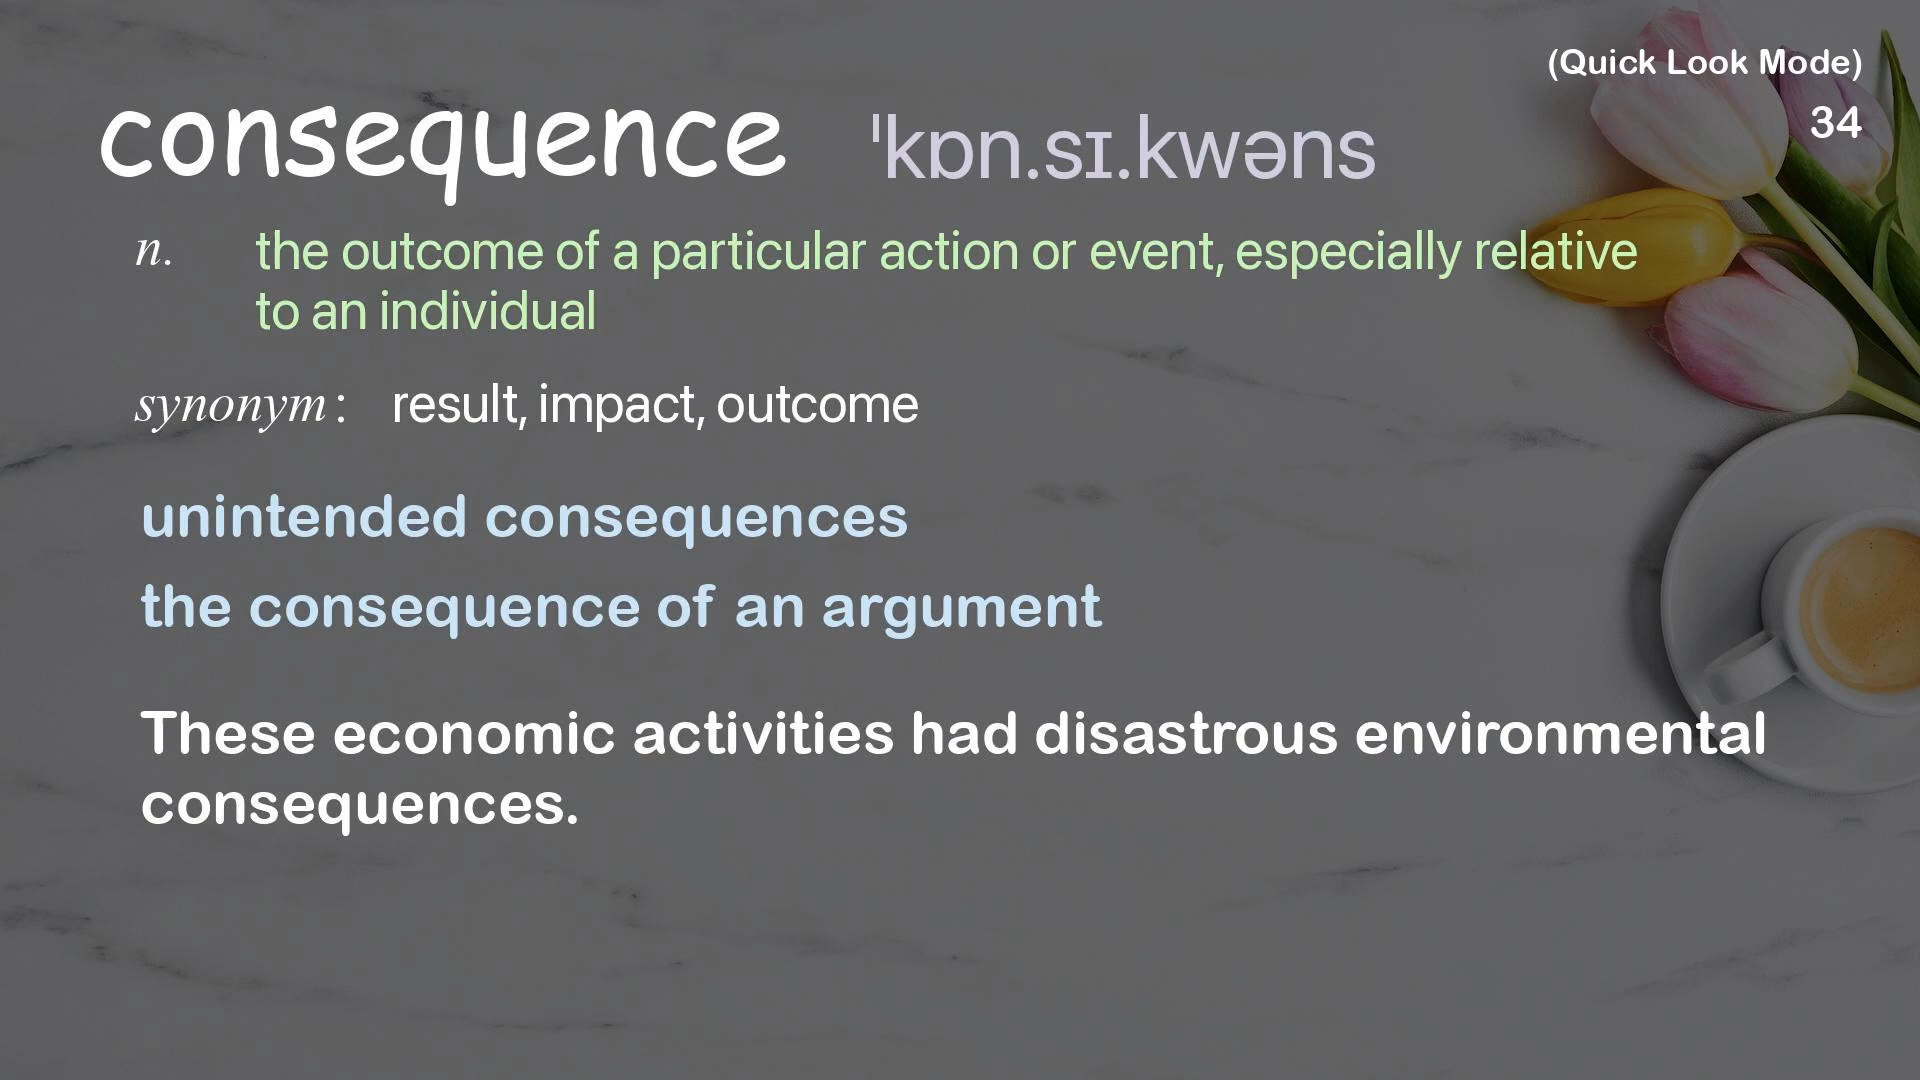 (Quick Look Mode)
34
consequence ˈkɒn.sɪ.kwəns
n. the outcome of a particular action or event, especially relative
to an individual
synonym: result, impact, outcome
unintended consequences
the consequence of an argument
These economic activities had disastrous environmental
consequences.